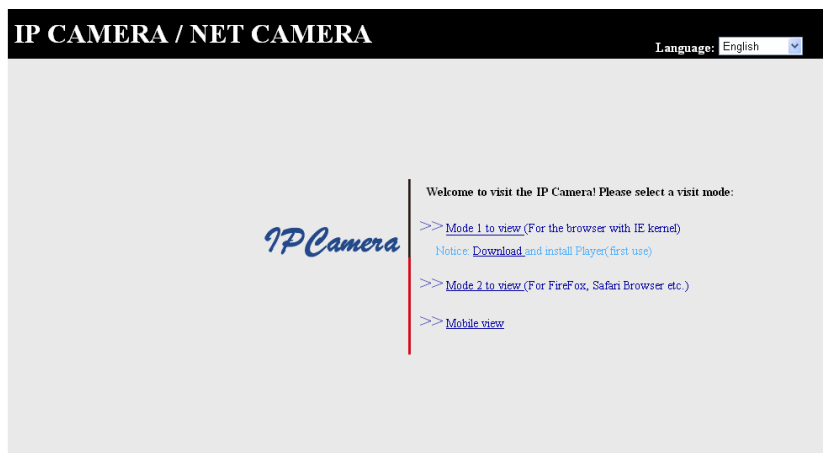 IP CAMERA / NET CAMERA
Language: English
Welcome to visit the IP Camera! Please select a visit mode:
>> Mode 1 to view (For the browser with IE kernel)
IPCamera
Notice: Download and install Player(first use)
>> Mode 2 to view (For FireFox, Safari Browser etc.)
>> Mobile view